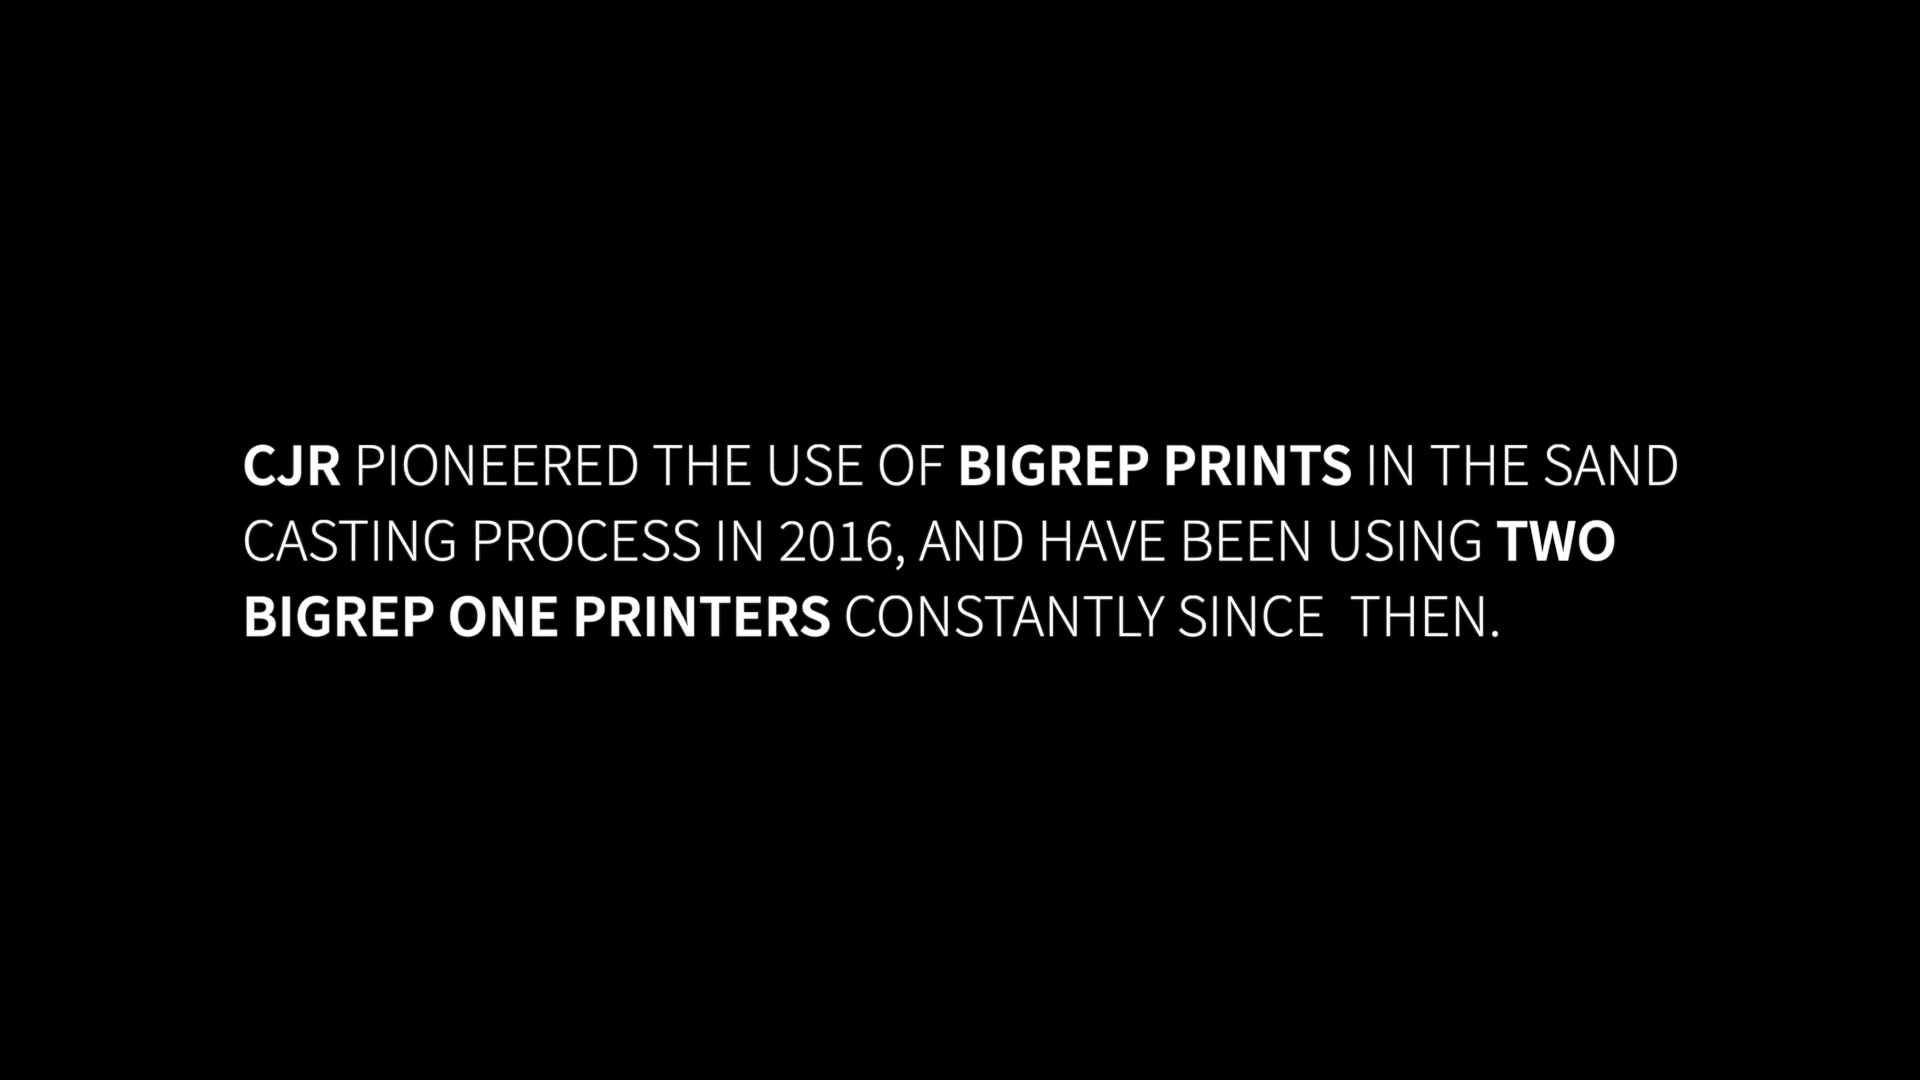 CJR PIONEERED THE USE OF BIGREP PRINTS IN THE SAND
CASTING PROCESS IN 2016, AND HAVE BEEN USING TWO
BIGREP ONE PRINTERS CONSTANTLY SINCE  THEN.